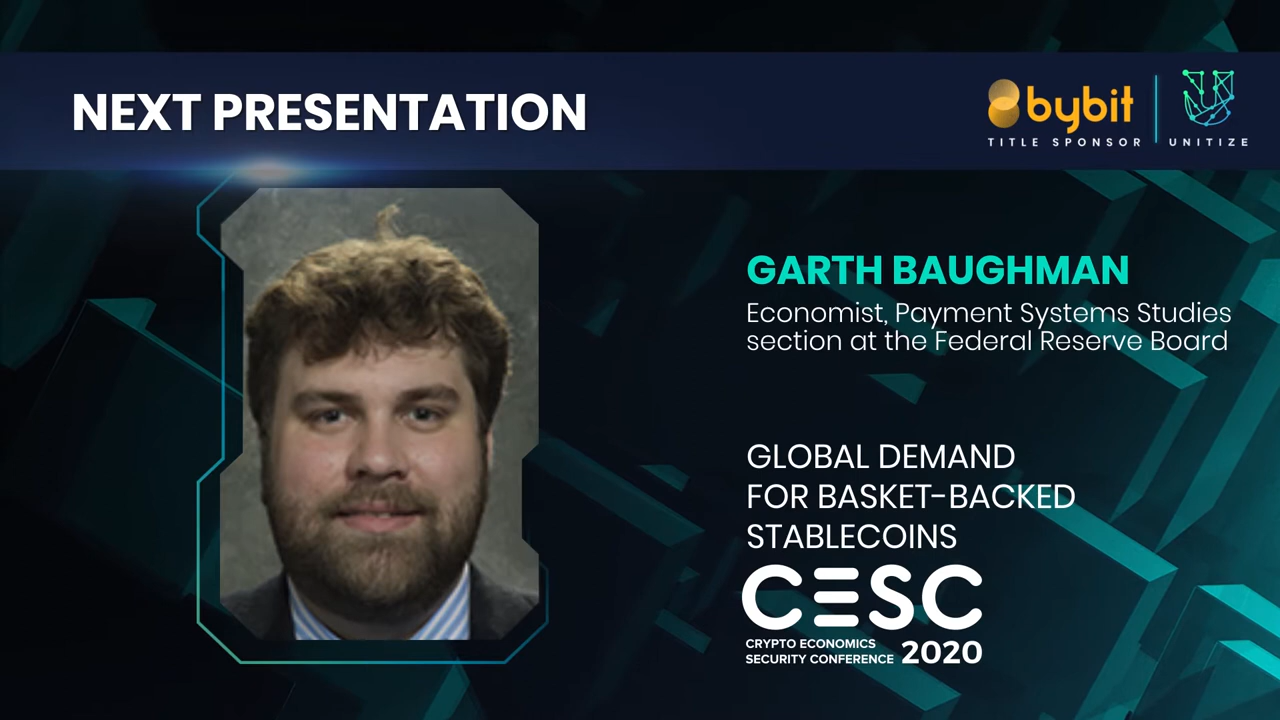 NEXT PRESENTATION
bybit
TITLE SPONSOR
UNITIZE
GARTH BAUGHMAN
Economist, Payment Systems Studies
section at the Federal Reserve Board
GLOBAL DEMAND
FOR BASKET-BACKED
STABLECOINS
CESC
CRYPTO ECONOMICS
SECURITY CONFERENCE 2020